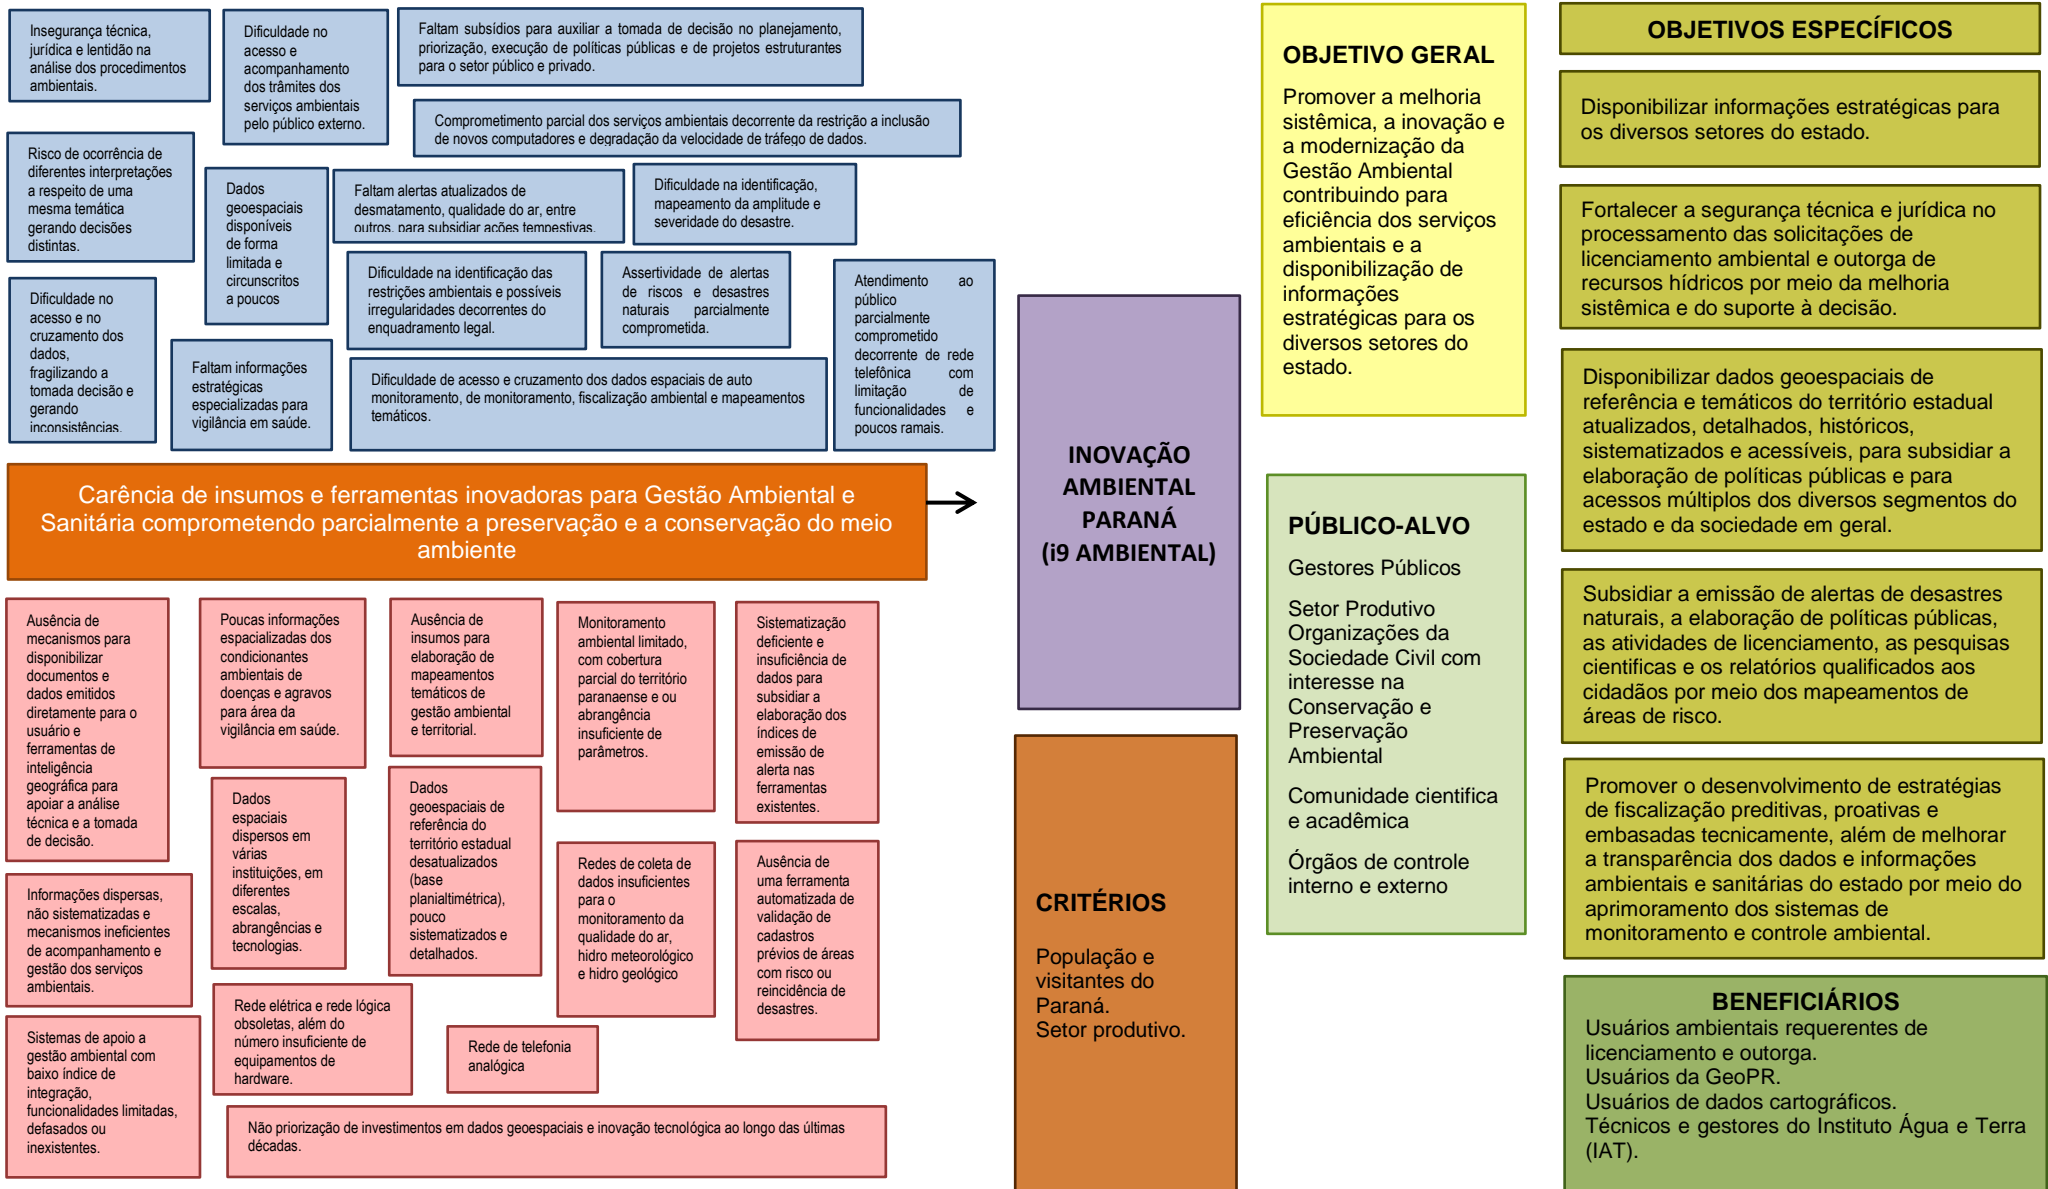 Insegurança técnica,
jurídica e lentidão na
análise dos procedimentos
ambientais.
Dificuldade no
acesso e
acompanhamento
dos trâmites dos
serviços ambientais
pelo público externo.
Faltam subsídios para auxiliar a tomada de decisão no planejamento,
priorização, execução de políticas públicas e de projetos estruturantes
para o setor público e privado.
Comprometimento parcial dos serviços ambientais decorrente da restrição a inclusão
de novos computadores e degradação da velocidade de tráfego de dados.
Risco de ocorrência de
diferentes interpretações
a respeito de uma
mesma temática
gerando decisões
distintas.
Dados
geoespaciais
disponíveis
de forma
limitada e
circunscritos
a poucos
Faltam alertas atualizados de
desmatamento, qualidade do ar, entre
outros, para subsidiar ações tempestivas.
Dificuldade na identificação,
mapeamento da amplitude e
severidade do desastre.
Dificuldade no
acesso e no
cruzamento dos
dados,
fragilizando a
tomada decisão e
gerando
inconsistências.
Faltam informações
estratégicas
especializadas para
vigilância em saúde.
Dificuldade na identificação das
restrições ambientais e possíveis
irregularidades decorrentes do
enquadramento legal.
Assertividade de alertas
de riscos e desastres
naturais parcialmente
comprometida.
Atendimento ao
público
parcialmente
comprometido
decorrente de rede
telefônica com
limitação de
funcionalidades e
poucos ramais.
Dificuldade de acesso e cruzamento dos dados espaciais de auto
monitoramento, de monitoramento, fiscalização ambiental e mapeamentos
temáticos.
Carência de insumos e ferramentas inovadoras para Gestão Ambiental e
Sanitária comprometendo parcialmente a preservação e a conservação do meio
ambiente
Ausência de
mecanismos para
disponibilizar
documentos e
dados emitidos
diretamente para o
usuário e
ferramentas de
inteligência
geográfica para
apoiar a análise
técnica e a tomada
de decisão.
Poucas informações
espacializadas dos
condicionantes
ambientais de
doenças e agravos
para área da
vigilância em saúde.
Ausência de
insumos para
elaboração de
mapeamentos
temáticos de
gestão ambiental
e territorial.
Monitoramento
ambiental limitado,
com cobertura
parcial do território
paranaense e ou
abrangência
insuficiente de
parâmetros.
Sistematização
deficiente e
insuficiência de
dados para
subsidiar a
elaboração dos
índices de
emissão de
alerta nas
ferramentas
existentes.
Dados
espaciais
dispersos em
várias
instituições, em
diferentes
escalas,
abrangências e
tecnologias.
Dados
geoespaciais de
referência do
território estadual
desatualizados
(base
planialtimétrica),
pouco
sistematizados e
detalhados.
Redes de coleta de
dados insuficientes
para o
monitoramento da
qualidade do ar,
hidro meteorológico
e hidro geológico
Ausência de
uma ferramenta
automatizada de
validação de
cadastros
prévios de áreas
com risco ou
reincidência de
desastres.
Informações dispersas,
não sistematizadas e
mecanismos ineficientes
de acompanhamento e
gestão dos serviços
ambientais.
Rede elétrica e rede lógica
obsoletas, além do
número insuficiente de
equipamentos de
hardware.
Rede de telefonia
analógica
Sistemas de apoio a
gestão ambiental com
baixo índice de
integração,
funcionalidades limitadas,
defasados ou
inexistentes.
Não priorização de investimentos em dados geoespaciais e inovação tecnológica ao longo das últimas
décadas.
INOVAÇÃO
AMBIENTAL
PARANÁ
(i9 AMBIENTAL)
CRITÉRIOS
População e
visitantes do
Paraná.
Setor produtivo.
OBJETIVO GERAL
Promover a melhoria
sistêmica, a inovação e
a modernização da
Gestão Ambiental
contribuindo para
eficiência dos serviços
ambientais e a
disponibilização de
informações
estratégicas para os
diversos setores do
estado.
PÚBLICO-ALVO
Gestores Públicos
Setor Produtivo
Organizações da
Sociedade Civil com
interesse na
Conservação e
Preservação
Ambiental
Comunidade cientifica
e acadêmica
Órgãos de controle
interno e externo
OBJETIVOS ESPECÍFICOS
Disponibilizar informações estratégicas para
os diversos setores do estado.
Fortalecer a segurança técnica e jurídica no
processamento das solicitações de
licenciamento ambiental e outorga de
recursos hídricos por meio da melhoria
sistêmica e do suporte à decisão.
Disponibilizar dados geoespaciais de
referência e temáticos do território estadual
atualizados, detalhados, históricos,
sistematizados e acessíveis, para subsidiar a
elaboração de políticas públicas e para
acessos múltiplos dos diversos segmentos do
estado e da sociedade em geral.
Subsidiar a emissão de alertas de desastres
naturais, a elaboração de políticas públicas,
as atividades de licenciamento, as pesquisas
cientificas e os relatórios qualificados aos
cidadãos por meio dos mapeamentos de
áreas de risco.
Promover o desenvolvimento de estratégias
de fiscalização preditivas, proativas e
embasadas tecnicamente, além de melhorar
a transparência dos dados e informações
ambientais e sanitárias do estado por meio do
aprimoramento dos sistemas de
monitoramento e controle ambiental.
BENEFICIÁRIOS
Usuários ambientais requerentes de
licenciamento e outorga.
Usuários da GeoPR.
Usuários de dados cartográficos.
Técnicos e gestores do Instituto Água e Terra
(IAT).